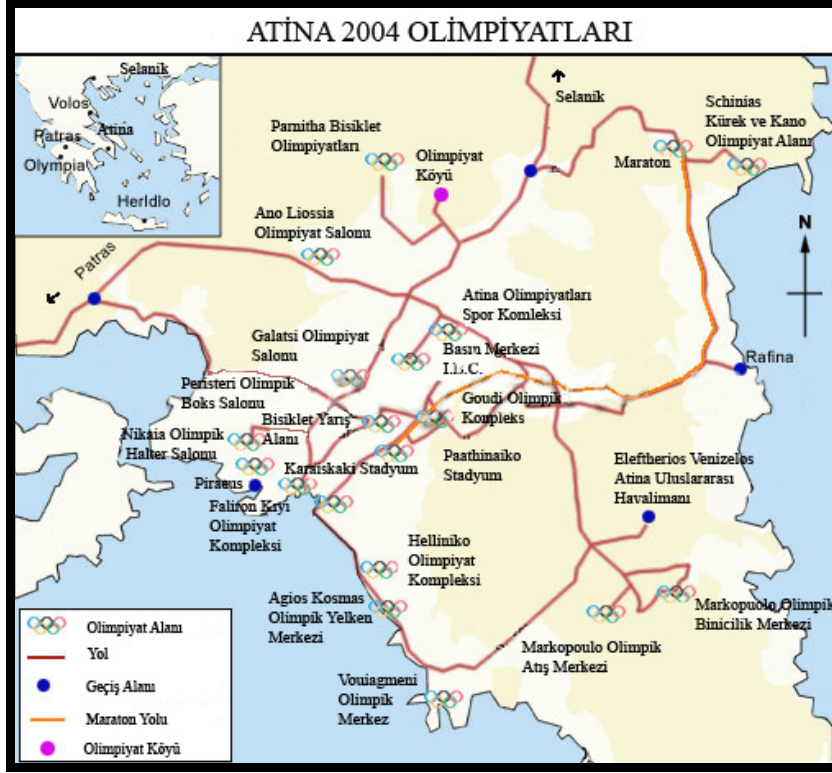 ATİNA 2004 OLİMPİYATLARI
Selanik
Volos
Atina
Patras
Olympia
Herldlo
Selanik
Schinias
Kürek ve Kano
Olimpiyat Alanı
Parnitha Bisiklet
Olimpiyatları
Olimpiyat
Köyü
Maraton
Ano Liossia
Olimpiyat Salonu
N
Patras
Atina Olimpiyatları
Spor Komleksi
Galatsi Olimpiyat
Salonu
Basın Merkezi
I.B.C.
Rafina
Peristeri Olimpik
Boks Salonu
Goudi Olimpik
Kompleks
Bisiklet Yarış
Alanı
Nikaia Olimpik
Halter Salonu
Paathinaiko
Stadyum
Eleftherios Venizelos
Atina Uluslararası
Havalimanı
Karaiskaki Stadyum
Piraeus
Faliron Kıyı
Olimpiyat
Kompleksi
Helliniko
Olimpiyat
Kompleksi
Agios Kosmas
Olimpik Yelken
Merkezi
Markopuolo Olimpik
Binicilik Merkezi
Markopoulo Olimpik
Atış Merkezi
Vouiagmeni
Olimpik
Merkez
Olimpiyat Alanı
Yol
Geçiş Alanı
Maraton Yolu
Olimpiyat Köyü